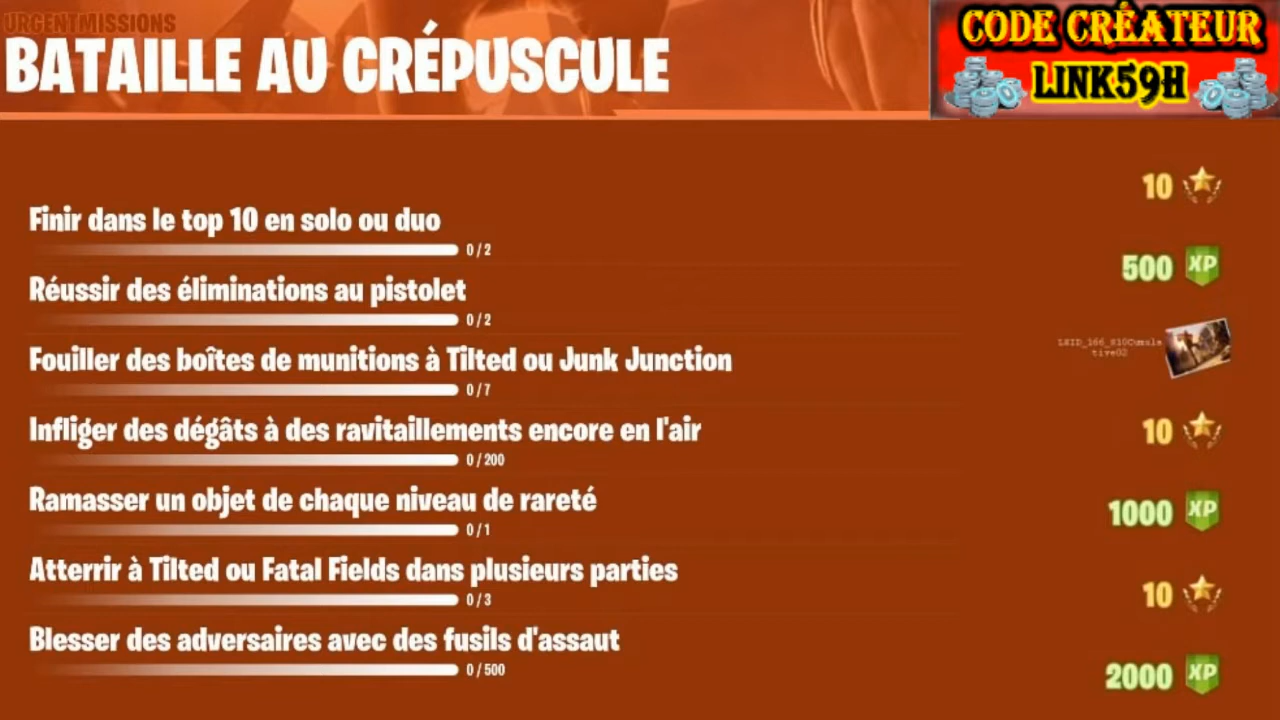 URGENTMISSIONS
BATAILLE AU CRÉPUSCULE
CODE CRÉATEUR
LINK59H
10
Finir dans le top 10 en solo ou duo
0 / 2
500 XP
Réussir des éliminations au pistolet
0 / 2
Fouiller des boîtes de munitions à Tilted ou Junk Junction
0 / 7
LSID_166_S10Cumula
tive02
Infliger des dégâts à des ravitaillements encore en l'air
0 / 200
10
Ramasser un objet de chaque niveau de rareté
0 / 1
1000 XP
Atterrir à Tilted ou Fatal Fields dans plusieurs parties
0 / 3
10
Blesser des adversaires avec des fusils d'assaut
0 / 500
2000 XP